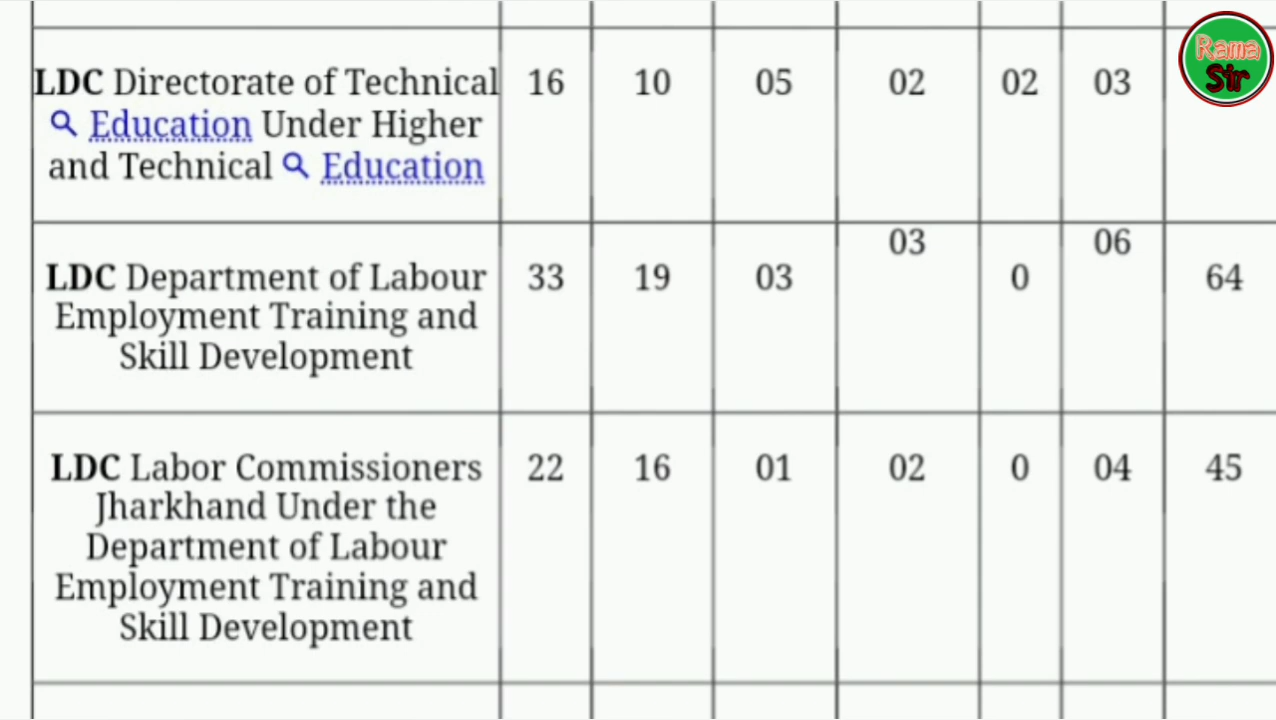 LDC Directorate of Technical 16 10 05 02 02 03
Education Under Higher
and Technical Education
03 06
LDC Department of Labour 33 19 03 0 64
Employment Training and
Skill Development
LDC Labor Commissioners 22 16 01 02 0 04 45
Jharkhand Under the
Department of Labour
Employment Training and
Skill Development
Rama
Sir